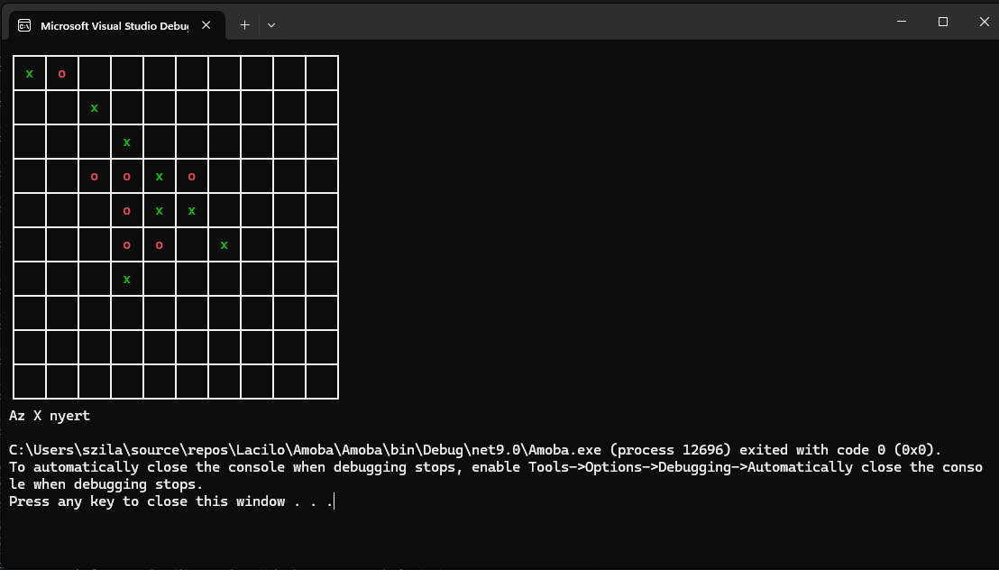 Microsoft Visual Studio Debug
x o
x
x
o o x o
o x x
o o x
x
Az X nyert
C:\Users\szila\source\repos\Lacilo\Amoba\Amoba\bin\Debug\net9.0\Amoba.exe (process 12696) exited with code 0 (0x0).
To automatically close the console when debugging stops, enable Tools->Options->Debugging->Automatically close the conso
le when debugging stops.
Press any key to close this window . . .